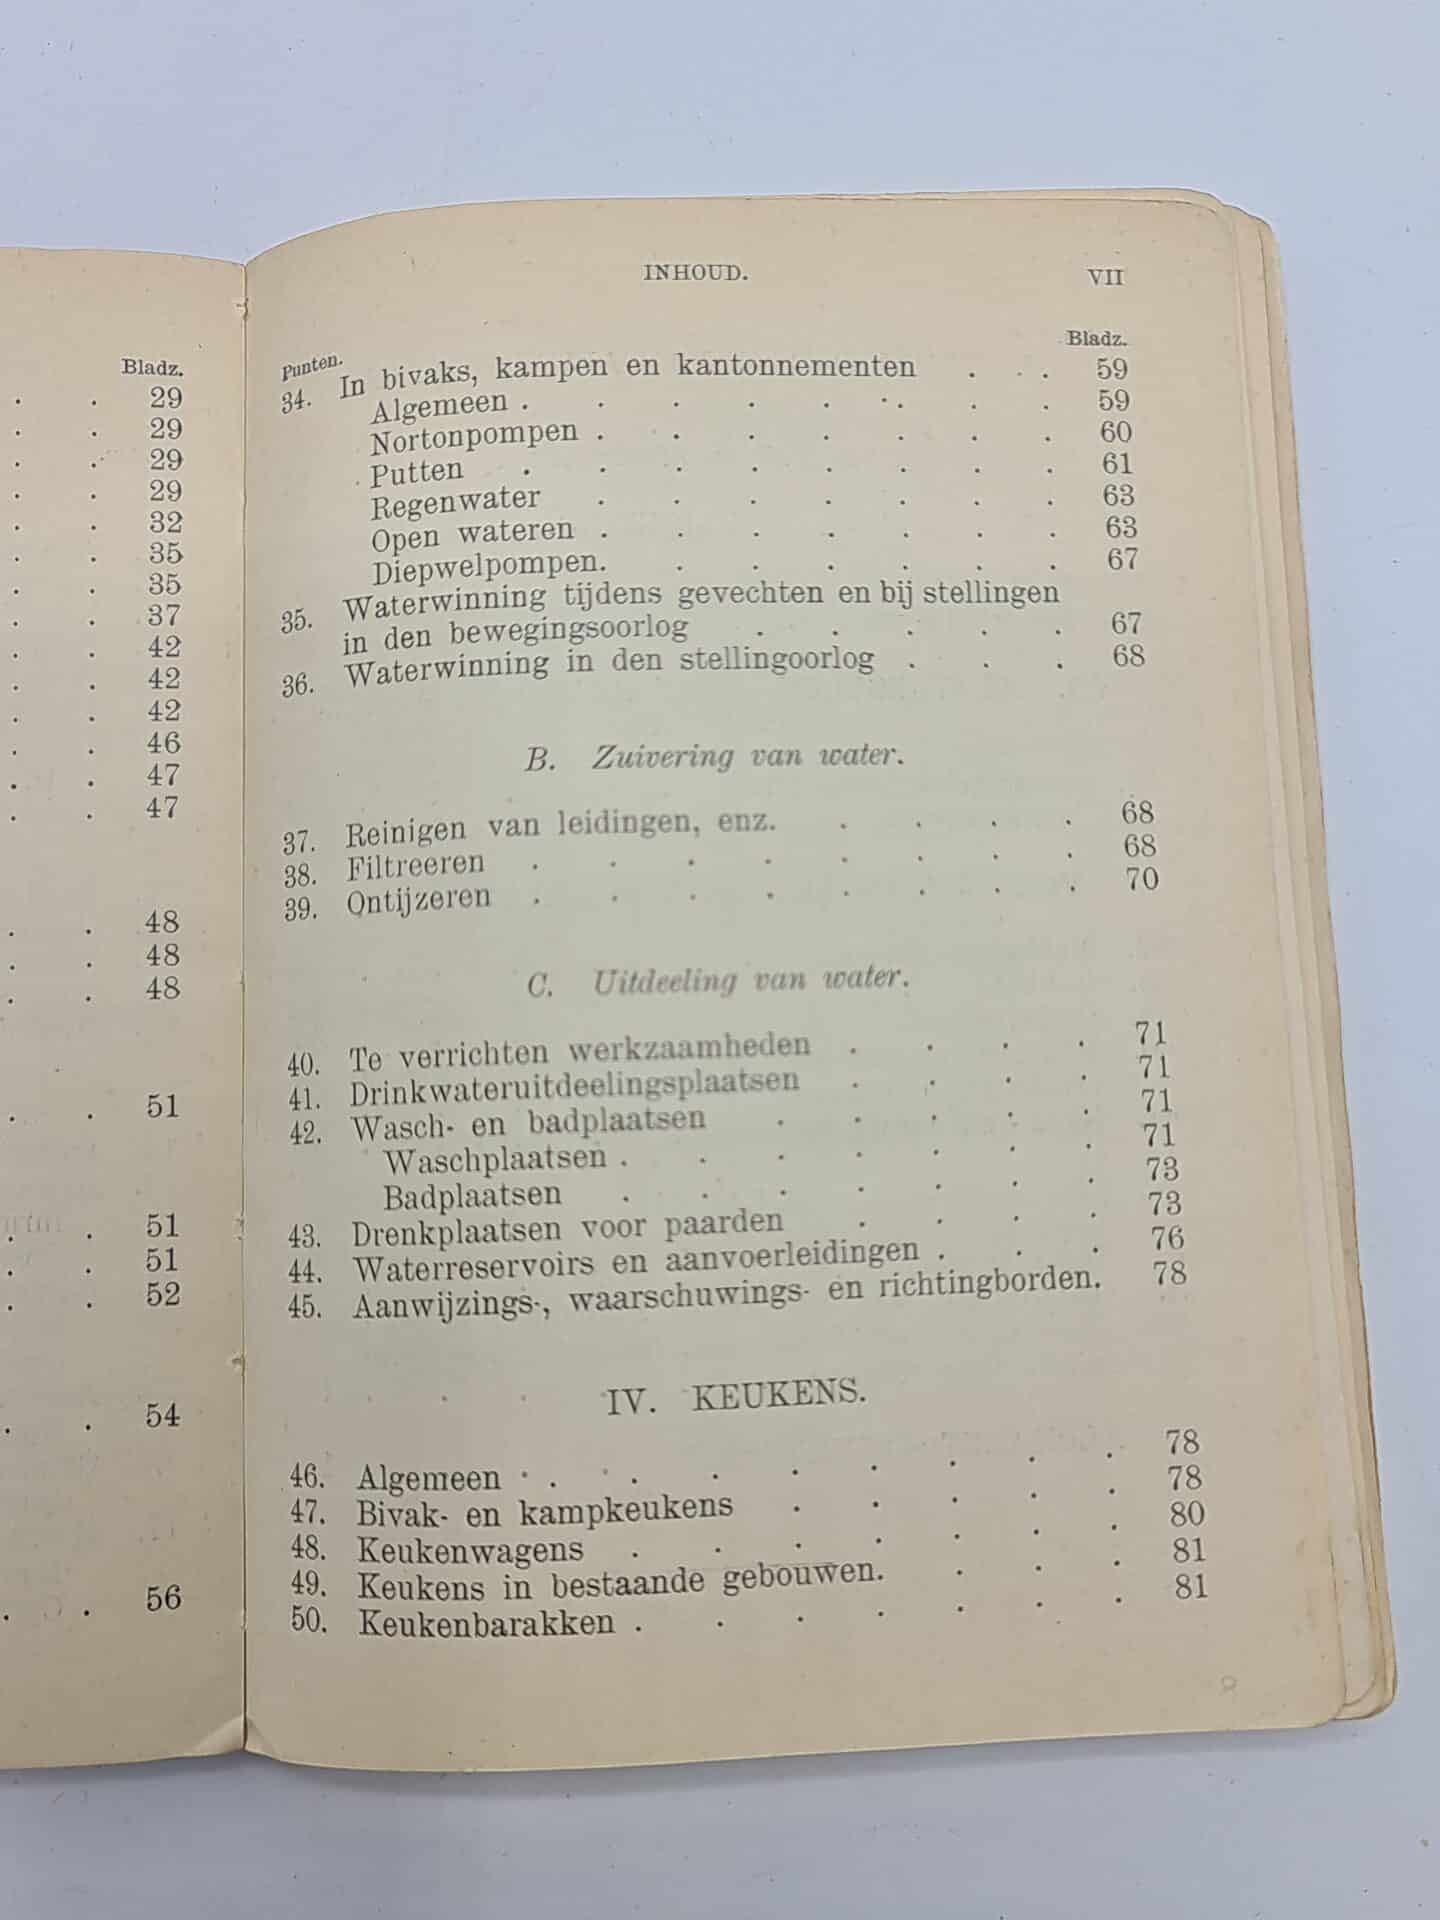 Bladz.
29
29
29
29
32
35
35
37
42
42
42
46
47
47
48
48
48
51
51
51
52
54
56
INHOUD. VII
Punten. Bladz.
34. In bivaks, kampen en kantonnementen . . . 59
Algemeen . . . . . . . . 59
Nortonpompen . . . . . . . 60
Putten . . . . . . . . 61
Regenwater . . . . . . . 63
Open wateren . . . . . . . 63
Diepwelpompen. . . . . . . 67
35. Waterwinning tijdens gevechten en bij stellingen
in den bewegingsoorlog . . . . . 67
36. Waterwinning in den stellingoorlog . . . 68
B. Zuivering van water.
37. Reinigen van leidingen, enz. . . . . 68
38. Filtreeren . . . . . . . . 68
39. Ontijzeren . . . . . . . . 70
C. Uitdeeling van water.
40. Te verrichten werkzaamheden . . . . 71
41. Drinkwateruitdeelingsplaatsen . . . . 71
42. Wasch- en badplaatsen . . . . . 71
Waschplaatsen . . . . . . . 71
Badplaatsen . . . . . . . 73
43. Drenkplaatsen voor paarden . . . . 73
44. Waterreservoirs en aanvoerleidingen . . . 76
45. Aanwijzings-, waarschuwings- en richtingborden. 78
IV. KEUKENS.
46. Algemeen . . . . . . . . 78
47. Bivak- en kampkeukens . . . . . 78
48. Keukenwagens . . . . . . . 80
49. Keukens in bestaande gebouwen. . . . 81
50. Keukenbarakken . . . . . . . 81